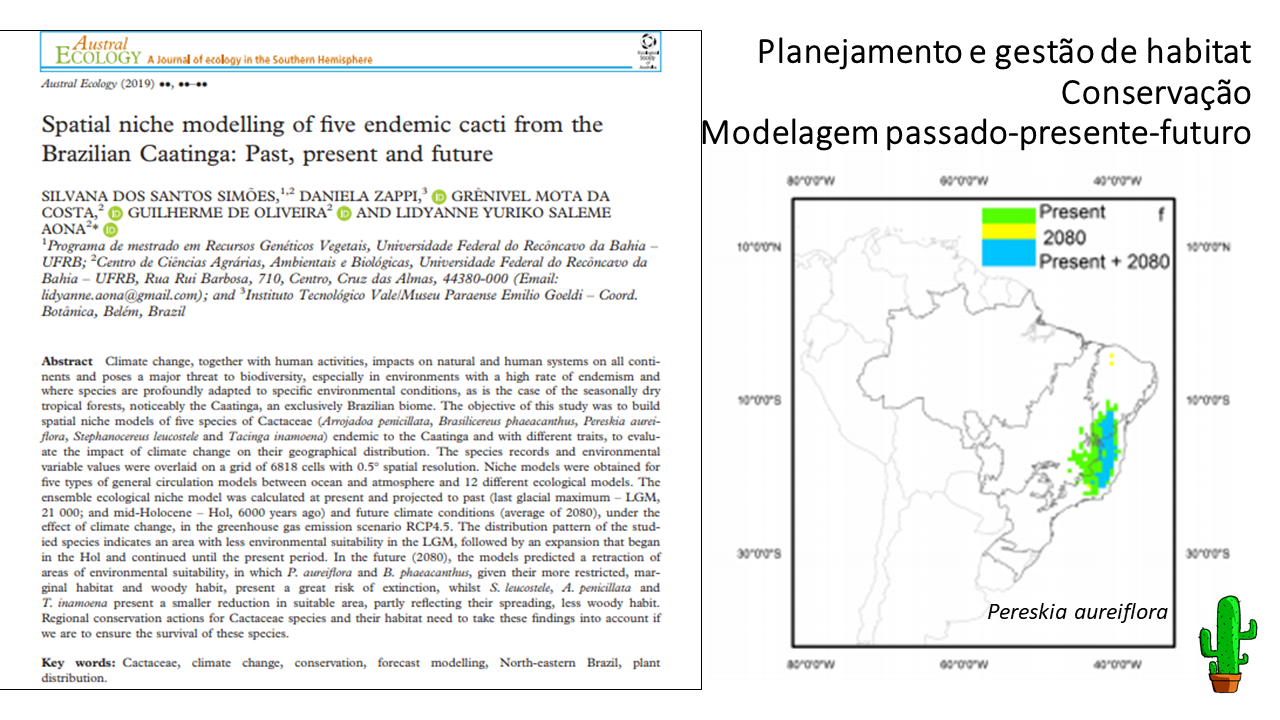 Austral
ECOLOGY A Journal of ecology in the Southern Hemisphere
Austral Ecology (2019) ••, ••–••
Spatial niche modelling of five endemic cacti from the
Brazilian Caatinga: Past, present and future
SILVANA DOS SANTOS SIMÕES,1,2 DANIELA ZAPPI,3 iD GRÊNIVEL MOTA DA
COSTA,2 iD GUILHERME DE OLIVEIRA2 iD AND LIDYANNE YURIKO SALEME
AONA2* iD
1Programa de mestrado em Recursos Genéticos Vegetais, Universidade Federal do Recôncavo da Bahia –
UFRB; 2Centro de Ciências Agrárias, Ambientais e Biológicas, Universidade Federal do Recôncavo da
Bahia – UFRB, Rua Rui Barbosa, 710, Centro, Cruz das Almas, 44380-000 (Email:
lidyanne.aona@gmail.com); and 3Instituto Tecnológico Vale/Museu Paraense Emilio Goeldi – Coord.
Botânica, Belém, Brazil
Abstract Climate change, together with human activities, impacts on natural and human systems on all conti-
nents and poses a major threat to biodiversity, especially in environments with a high rate of endemism and
where species are profoundly adapted to specific environmental conditions, as is the case of the seasonally dry
tropical forests, noticeably the Caatinga, an exclusively Brazilian biome. The objective of this study was to build
spatial niche models of five species of Cactaceae (Arrojadoa penicillata, Brasilicereus phaeacanthus, Pereskia aurei-
flora, Stephanocereus leucostele and Tacinga inamoena) endemic to the Caatinga and with different traits, to evalu-
ate the impact of climate change on their geographical distribution. The species records and environmental
variable values were overlaid on a grid of 6818 cells with 0.5° spatial resolution. Niche models were obtained for
five types of general circulation models between ocean and atmosphere and 12 different ecological models. The
ensemble ecological niche model was calculated at present and projected to past (last glacial maximum – LGM,
21 000; and mid-Holocene – Hol, 6000 years ago) and future climate conditions (average of 2080), under the
effect of climate change, in the greenhouse gas emission scenario RCP4.5. The distribution pattern of the stud-
ied species indicates an area with less environmental suitability in the LGM, followed by an expansion that began
in the Hol and continued until the present period. In the future (2080), the models predicted a retraction of
areas of environmental suitability, in which P. aureiflora and B. phaeacanthus, given their more restricted, mar-
ginal habitat and woody habit, present a great risk of extinction, whilst S. leucostele, A. penicillata and
T. inamoena present a smaller reduction in suitable area, partly reflecting their spreading, less woody habit.
Regional conservation actions for Cactaceae species and their habitat need to take these findings into account if
we are to ensure the survival of these species.
Key words: Cactaceae, climate change, conservation, forecast modelling, North-eastern Brazil, plant
distribution.
Planejamento e gestão de habitat
Conservação
Modelagem passado-presente-futuro
80°0'0"W 60°0'0"W 40°0'0"W
Present f
2080
Present + 2080
10°0'0"N 10°0'0"N
10°0'0"S 10°0'0"S
30°0'0"S 30°0'0"S
Pereskia aureiflora
80°0'0"W 60°0'0"W 40°0'0"W